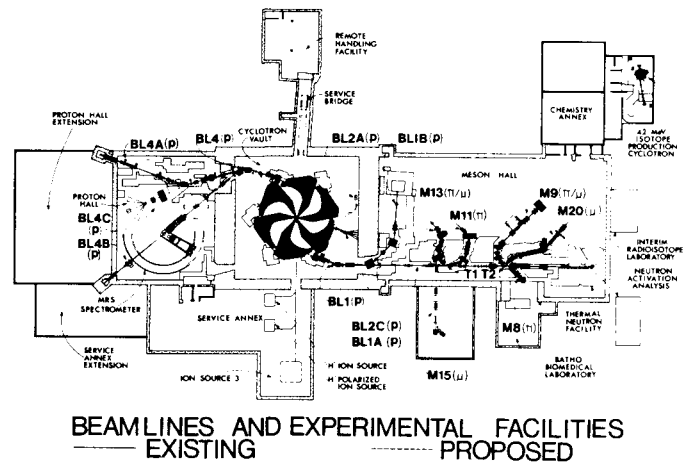 REMOTE
HANDLING
FACILITY
SERVICE
BRIDGE
PROTON HALL
EXTENSION
BL4A(P)
BL4(P)
CYCLOTRON
VAULT
BL2A(P)
BL1B(P)
CHEMISTRY
ANNEX
42 MeV
ISOTOPE
PRODUCTION
CYCLOTRON
MESON HALL
M13(π/μ)
M11(π)
M9(π/μ)
M20(μ)
PROTON
HALL
BL4C
(P)
BL4B
(P)
T1 T2
INTERIM
RADIOISOTOPE
LABORATORY
NEUTRON
ACTIVATION
ANALYSIS
MRS
SPECTROMETER
SERVICE ANNEX
BL1(P)
BL2C(P)
BL1A(P)
M8(π)
THERMAL
NEUTRON
FACILITY
SERVICE
ANNEX
EXTENSION
ION SOURCE 3
H⁻ ION SOURCE
H⁻ POLARIZED
ION SOURCE
M15(μ)
BATHO
BIOMEDICAL
LABORATORY
BEAMLINES AND EXPERIMENTAL FACILITIES
EXISTING PROPOSED